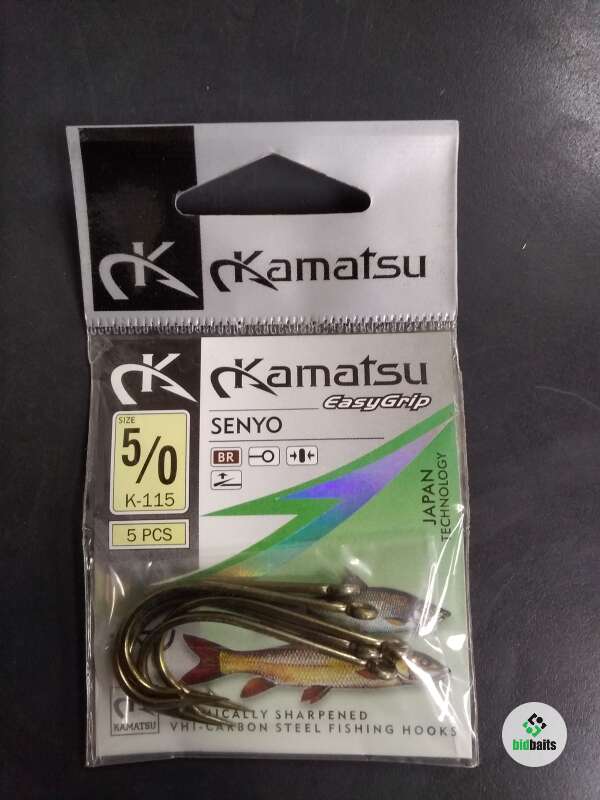 K
Kamatsu
K
Kamatsu
EasyGrip
SIZE
5/0
K-115
SENYO
BR
5 PCS
JAPAN
TECHNOLOGY
SHARPENED
VHI-CARBON STEEL FISHING HOOKS
KAMATSU
bidbaits